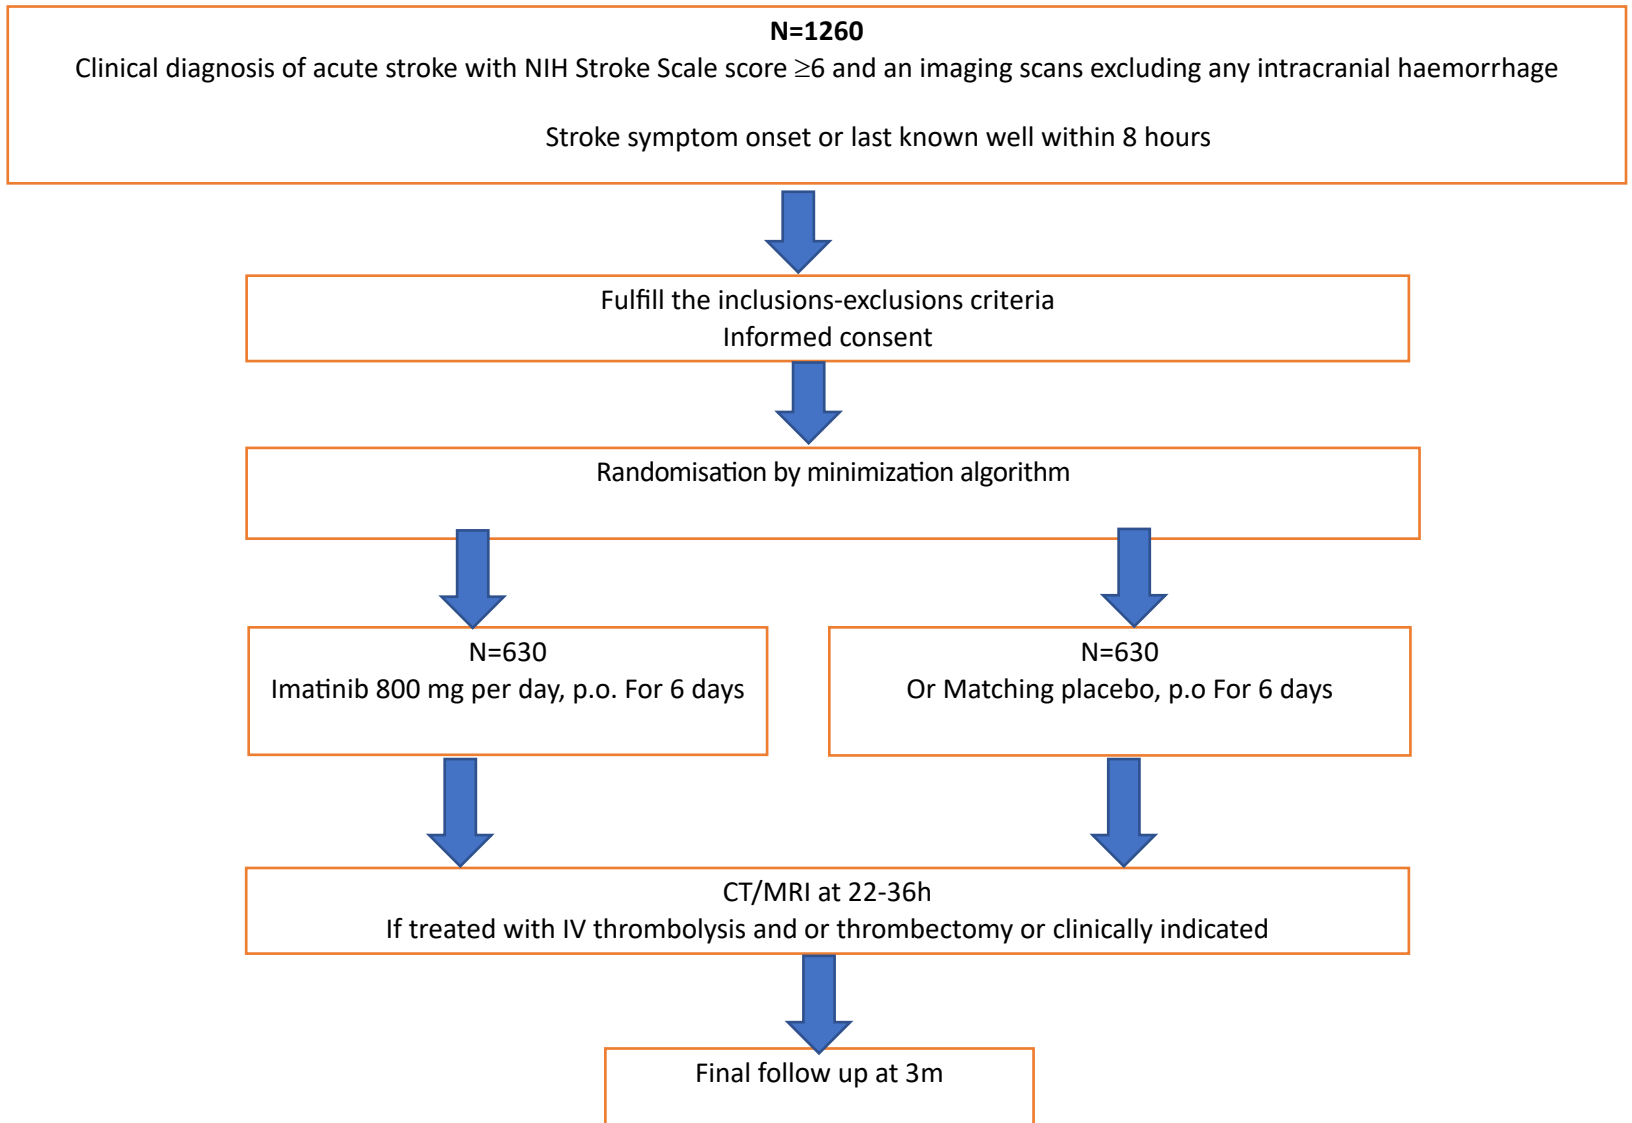 N=1260
Clinical diagnosis of acute stroke with NIH Stroke Scale score ≥6 and an imaging scans excluding any intracranial haemorrhage
Stroke symptom onset or last known well within 8 hours
Fulfill the inclusions-exclusions criteria
Informed consent
Randomisation by minimization algorithm
N=630
Imatinib 800 mg per day, p.o. For 6 days
N=630
Or Matching placebo, p.o For 6 days
CT/MRI at 22-36h
If treated with IV thrombolysis and or thrombectomy or clinically indicated
Final follow up at 3m